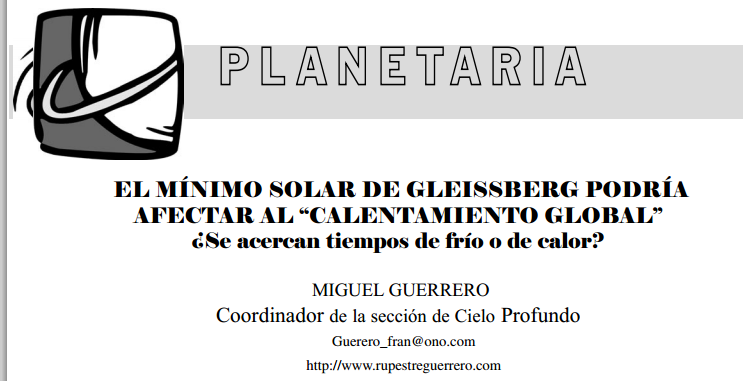 PLANETARIA
EL MÍNIMO SOLAR DE GLEISSBERG PODRÍA
AFECTAR AL “CALENTAMIENTO GLOBAL”
¿Se acercan tiempos de frío o de calor?
MIGUEL GUERRERO
Coordinador de la sección de Cielo Profundo
Guerero_fran@ono.com
http://www.rupestreguerrero.com